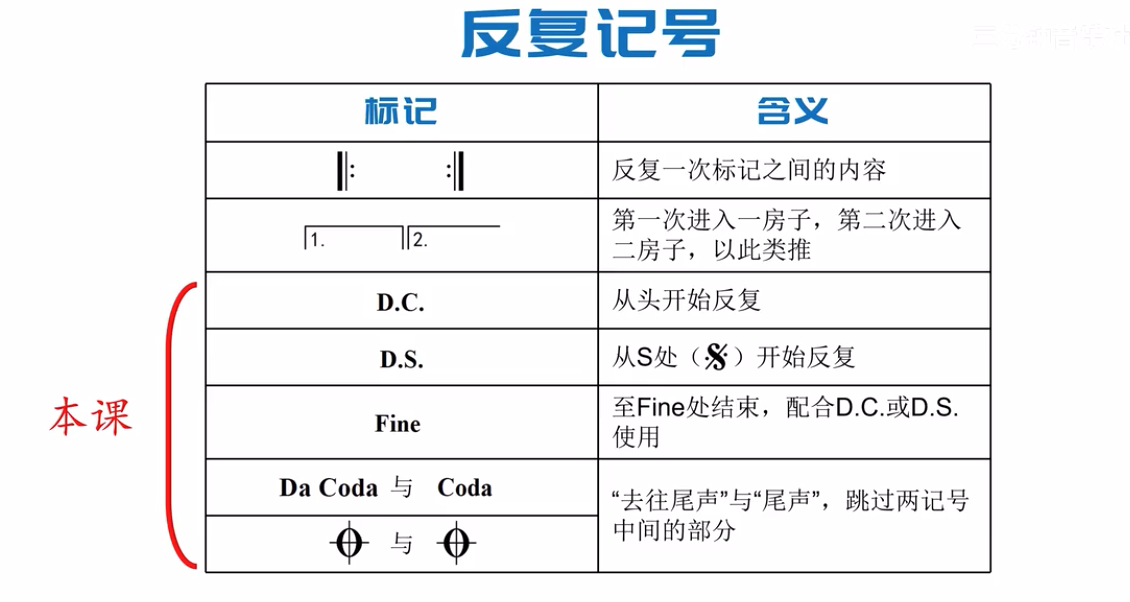 反复记号
标记 含义
反复一次标记之间的内容
1. 2. 第一次进入一房子，第二次进入
二房子，以此类推
D.C. 从头开始反复
D.S. 从S处（𝄋）开始反复
Fine 至Fine处结束，配合D.C.或D.S.
使用
本课
Da Coda 与 Coda “去往尾声”与“尾声”，跳过两记号
中间的部分
𝄌 与 𝄌